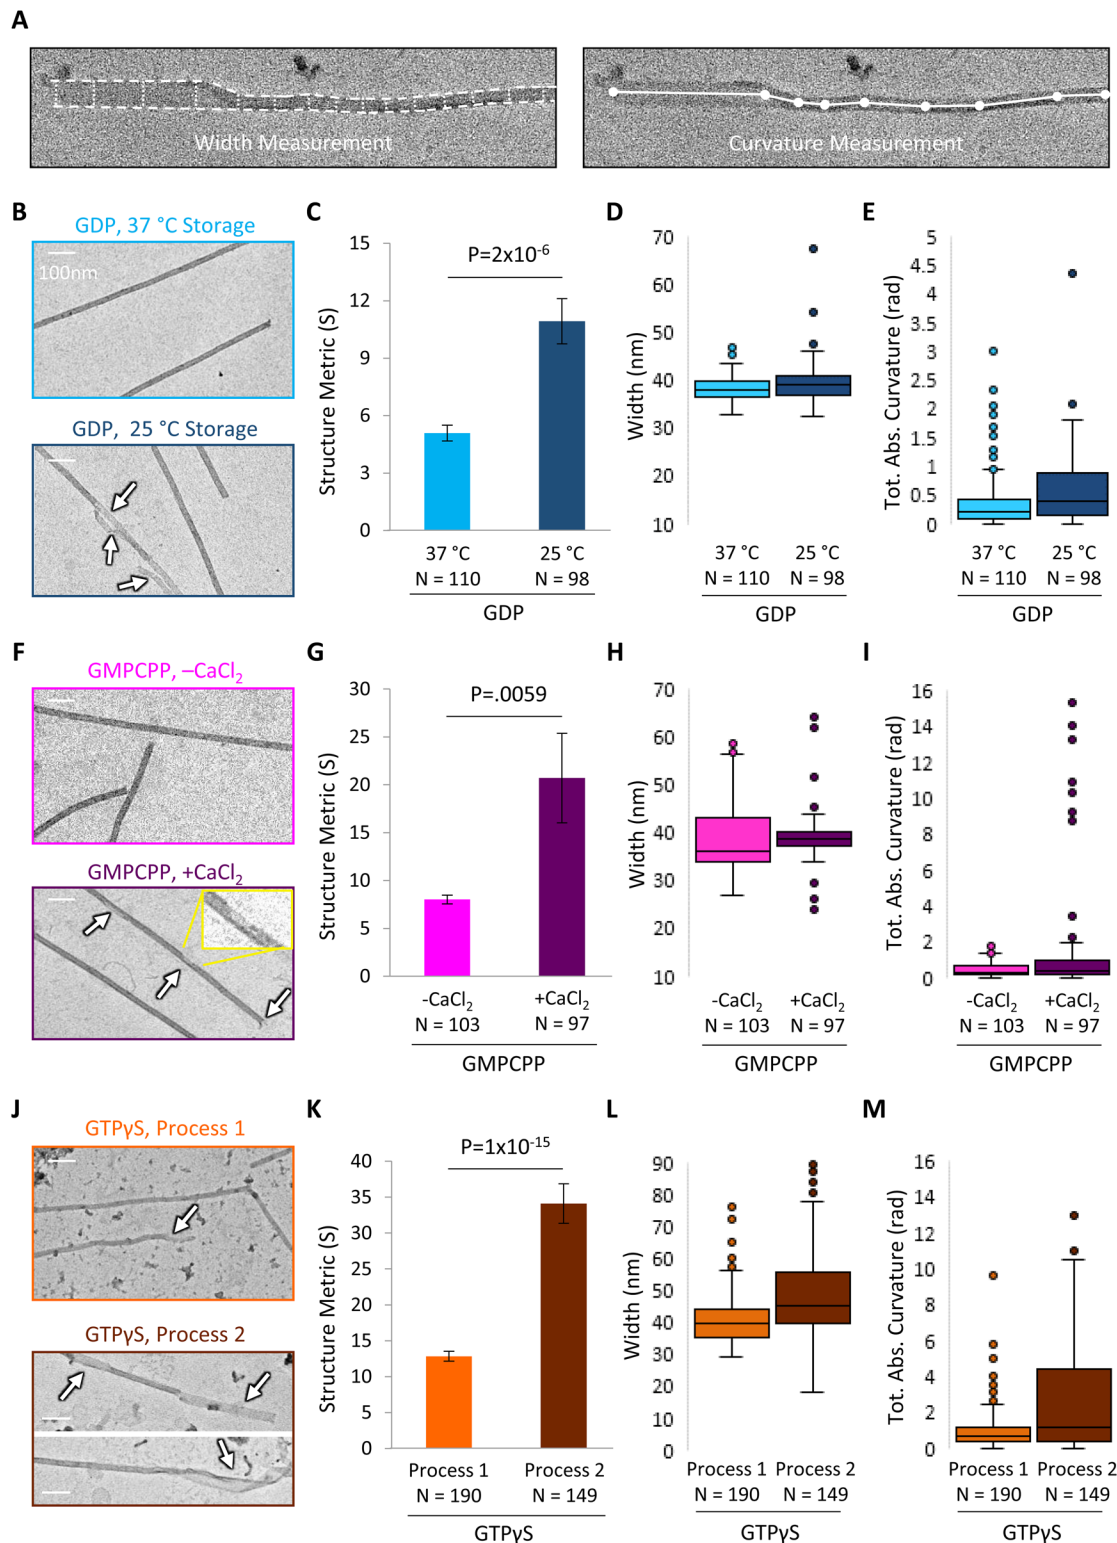 A
Width Measurement
Curvature Measurement
B
GDP, 37 °C Storage
100nm
GDP, 25 °C Storage
C
Structure Metric (S)
15
12
9
6
3
0
P=2x10⁻⁶
37 °C
N = 110
25 °C
N = 98
GDP
D
Width (nm)
70
60
50
40
30
20
10
37 °C
N = 110
25 °C
N = 98
GDP
E
Tot. Abs. Curvature (rad)
5
4.5
4
3.5
3
2.5
2
1.5
1
0.5
0
37 °C
N = 110
25 °C
N = 98
GDP
F
GMPCPP, –CaCl₂
GMPCPP, +CaCl₂
G
Structure Metric (S)
30
25
20
15
10
5
0
P=.0059
-CaCl₂
N = 103
+CaCl₂
N = 97
GMPCPP
H
Width (nm)
70
60
50
40
30
20
10
-CaCl₂
N = 103
+CaCl₂
N = 97
GMPCPP
I
Tot. Abs. Curvature (rad)
16
14
12
10
8
6
4
2
0
-CaCl₂
N = 103
+CaCl₂
N = 97
GMPCPP
J
GTPγS, Process 1
GTPγS, Process 2
K
Structure Metric (S)
40
35
30
25
20
15
10
5
0
P=1x10⁻¹⁵
Process 1
N = 190
Process 2
N = 149
GTPγS
L
Width (nm)
90
80
70
60
50
40
30
20
10
0
Process 1
N = 190
Process 2
N = 149
GTPγS
M
Tot. Abs. Curvature (rad)
16
14
12
10
8
6
4
2
0
Process 1
N = 190
Process 2
N = 149
GTPγS